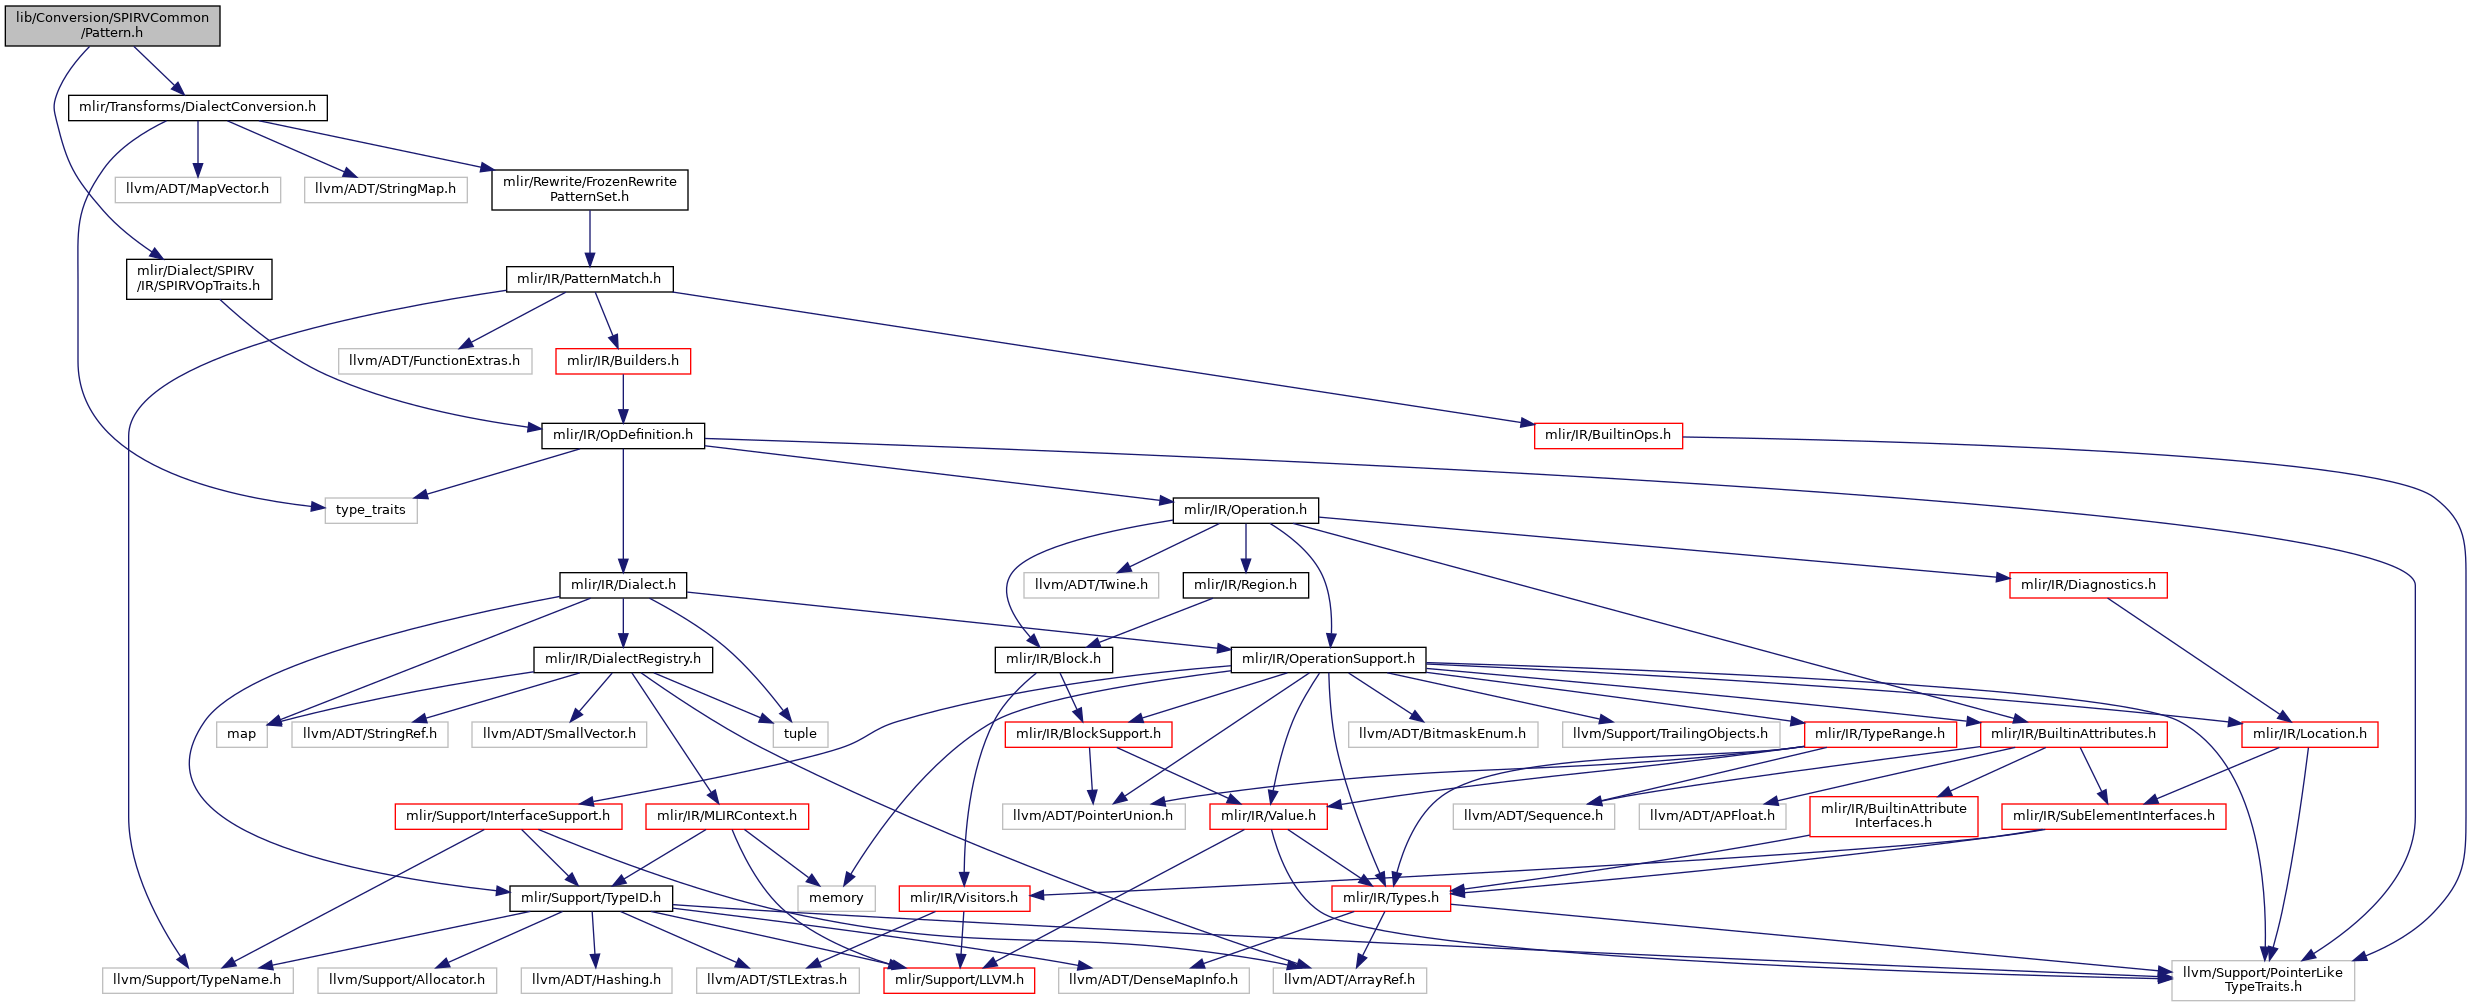 lib/Conversion/SPIRVCommon
/Pattern.h
mlir/Transforms/DialectConversion.h
llvm/ADT/MapVector.h
llvm/ADT/StringMap.h
mlir/Rewrite/FrozenRewrite
PatternSet.h
mlir/Dialect/SPIRV
/IR/SPIRVOpTraits.h
mlir/IR/PatternMatch.h
llvm/ADT/FunctionExtras.h
mlir/IR/Builders.h
mlir/IR/OpDefinition.h
mlir/IR/BuiltinOps.h
type_traits
mlir/IR/Operation.h
mlir/IR/Dialect.h
llvm/ADT/Twine.h
mlir/IR/Region.h
mlir/IR/Diagnostics.h
mlir/IR/DialectRegistry.h
mlir/IR/Block.h
mlir/IR/OperationSupport.h
map
llvm/ADT/StringRef.h
llvm/ADT/SmallVector.h
tuple
mlir/IR/BlockSupport.h
llvm/ADT/BitmaskEnum.h
llvm/Support/TrailingObjects.h
mlir/IR/TypeRange.h
mlir/IR/BuiltinAttributes.h
mlir/IR/Location.h
mlir/Support/InterfaceSupport.h
mlir/IR/MLIRContext.h
llvm/ADT/PointerUnion.h
mlir/IR/Value.h
llvm/ADT/Sequence.h
llvm/ADT/APFloat.h
mlir/IR/BuiltinAttribute
Interfaces.h
mlir/IR/SubElementInterfaces.h
mlir/Support/TypeID.h
memory
mlir/IR/Visitors.h
mlir/IR/Types.h
llvm/Support/TypeName.h
llvm/Support/Allocator.h
llvm/ADT/Hashing.h
llvm/ADT/STLExtras.h
mlir/Support/LLVM.h
llvm/ADT/DenseMapInfo.h
llvm/ADT/ArrayRef.h
llvm/Support/PointerLike
TypeTraits.h